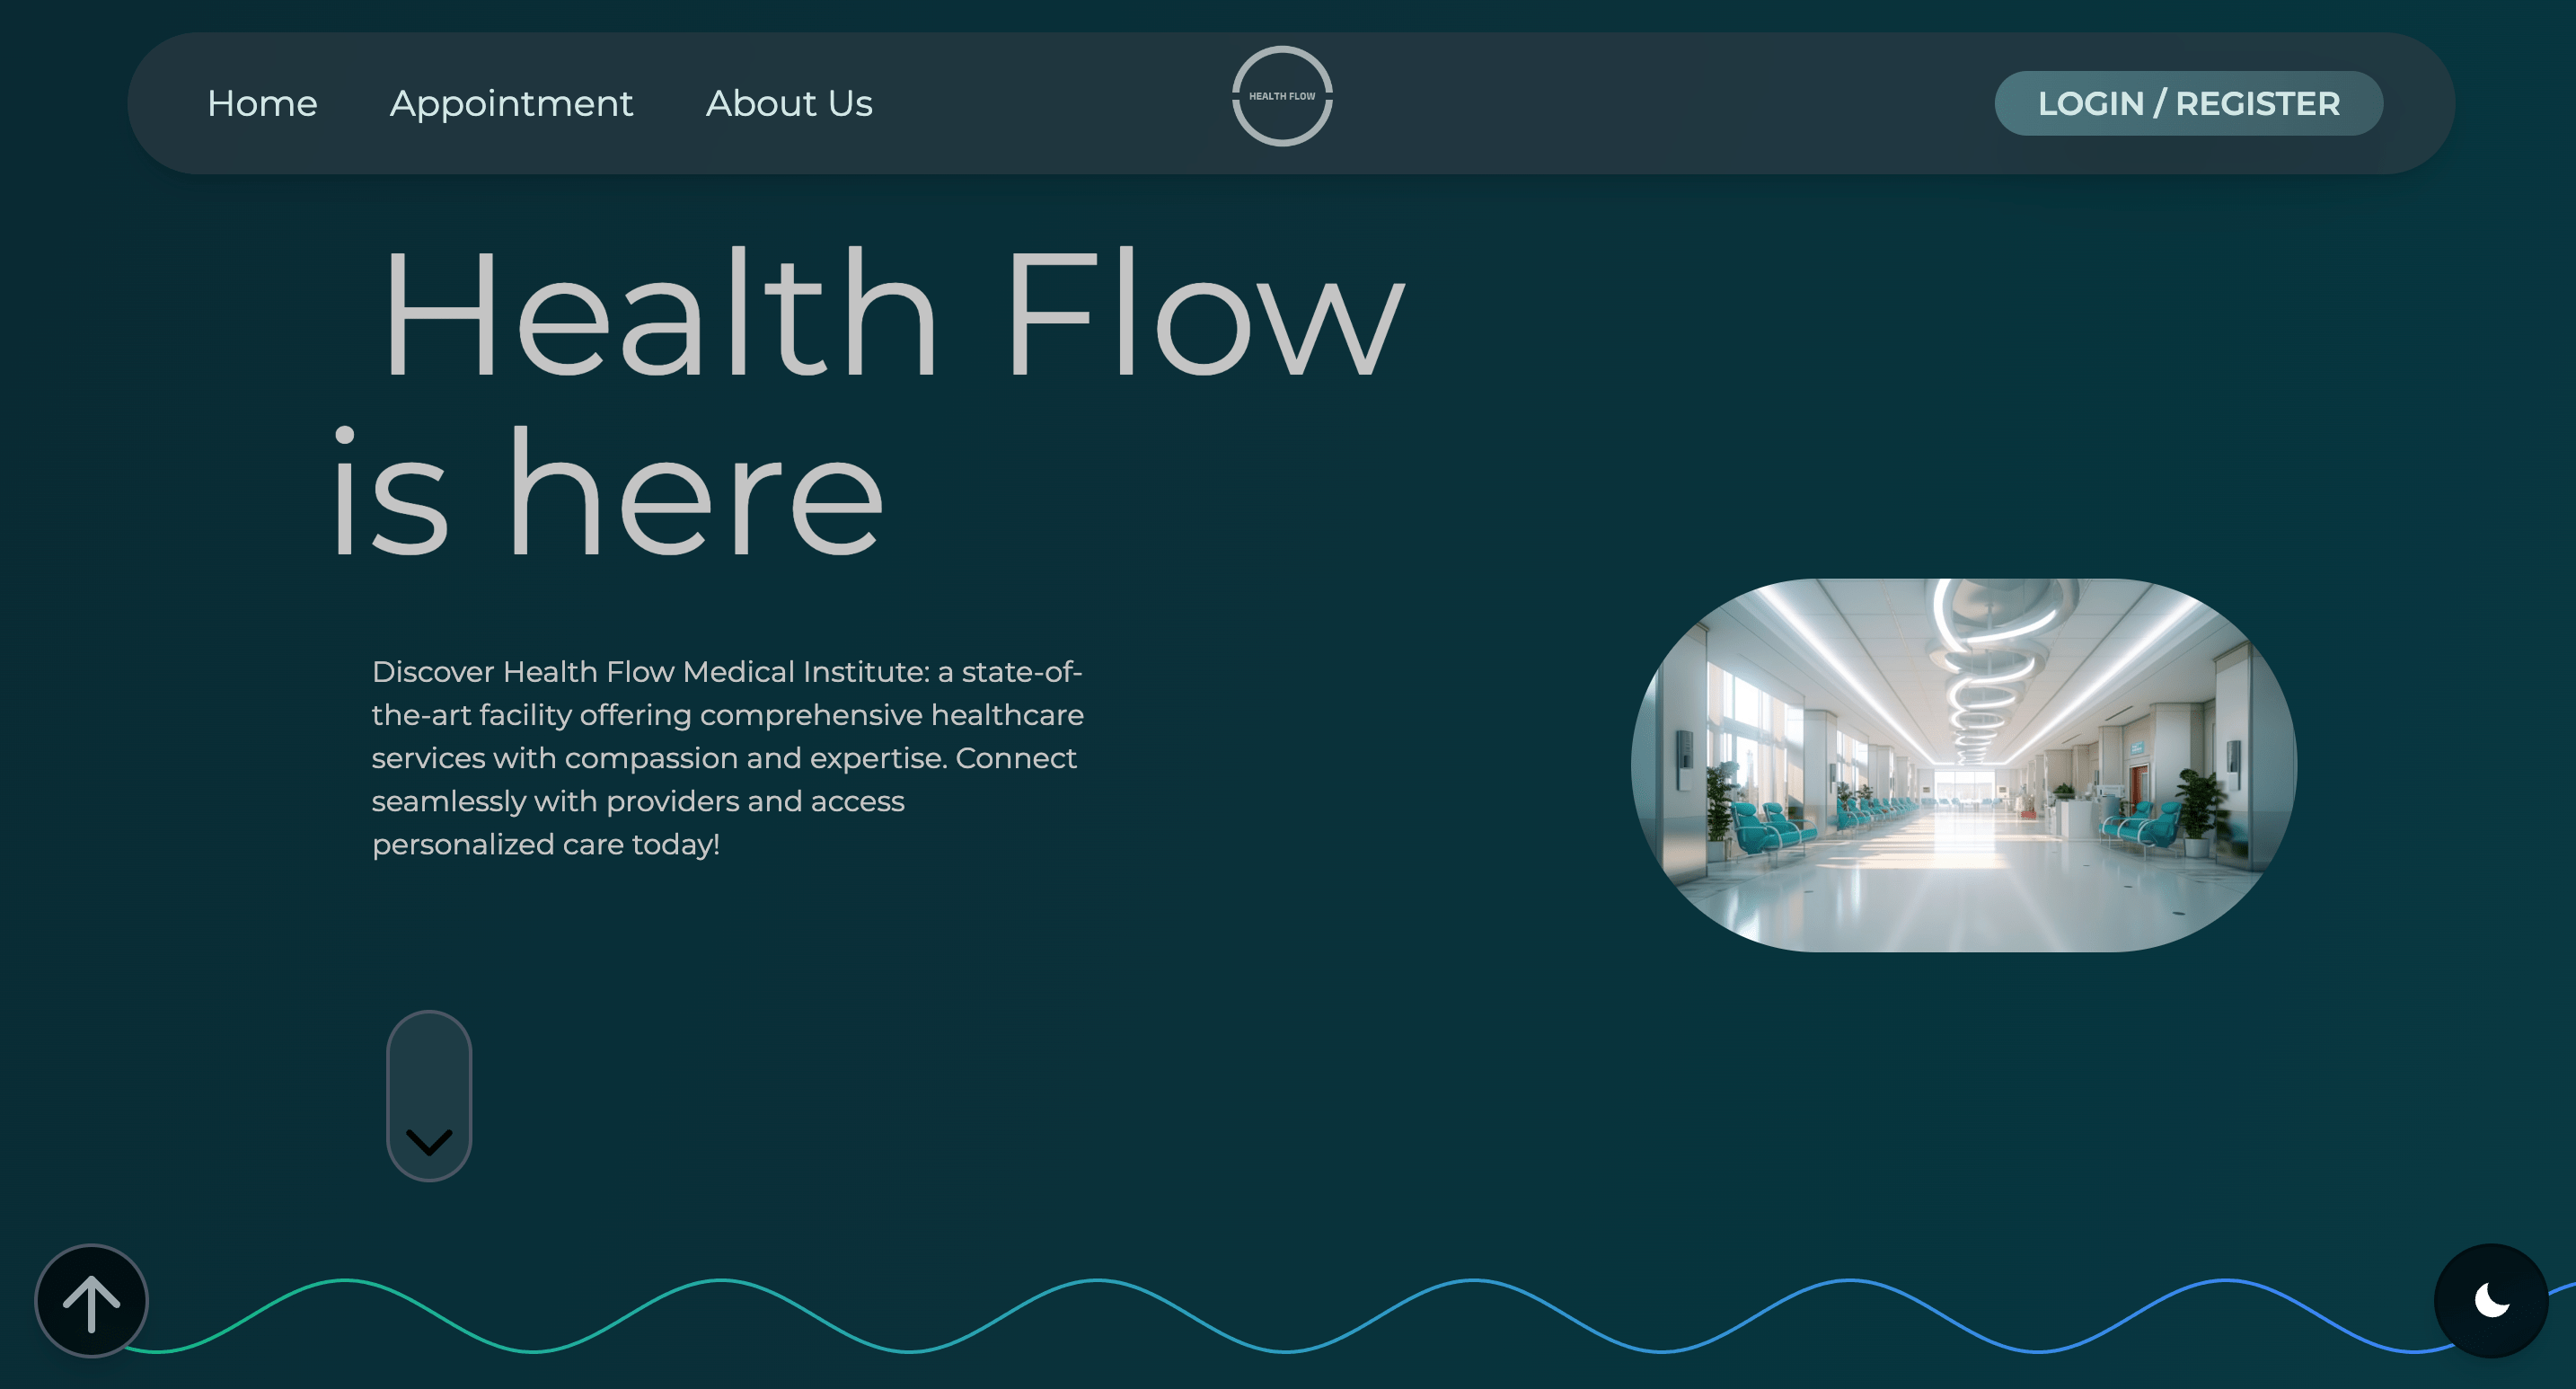 Home
Appointment
About Us
HEALTH FLOW
LOGIN / REGISTER
Health Flow
is here
Discover Health Flow Medical Institute: a state-of-
the-art facility offering comprehensive healthcare
services with compassion and expertise. Connect
seamlessly with providers and access
personalized care today!